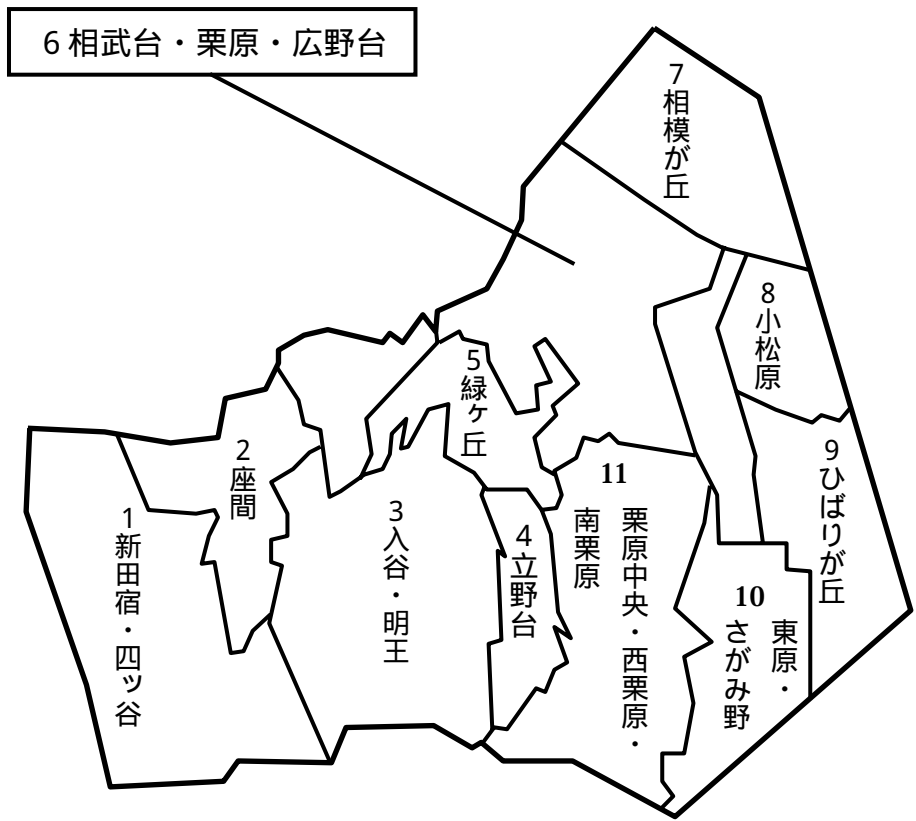 6 相武台・栗原・広野台
7相模が丘
8小松原
5緑ヶ丘
2座間
9ひばりが丘
11
栗原中央・西栗原・
南栗原
1新田宿・四ッ谷
3入谷・明王
4立野台
10
東原・
さがみ野